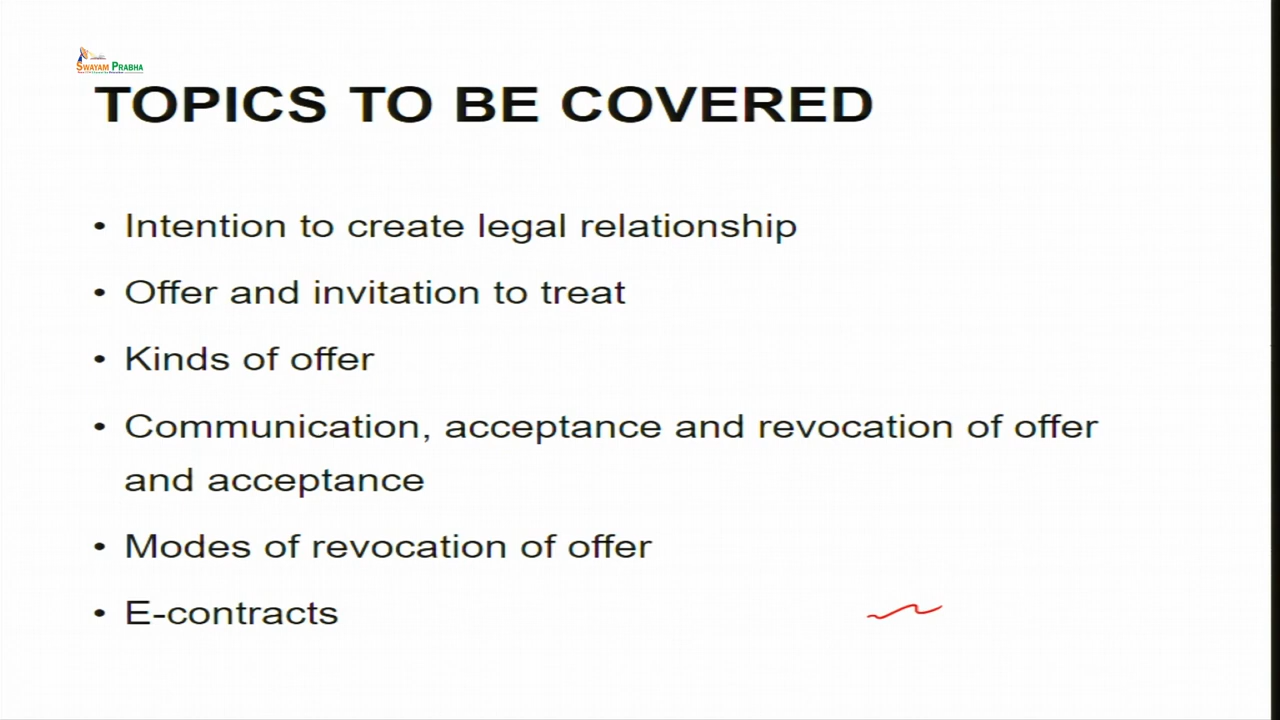 SWAYAM PRABHA
TOPICS TO BE COVERED
• Intention to create legal relationship
• Offer and invitation to treat
• Kinds of offer
• Communication, acceptance and revocation of offer
and acceptance
• Modes of revocation of offer
• E-contracts